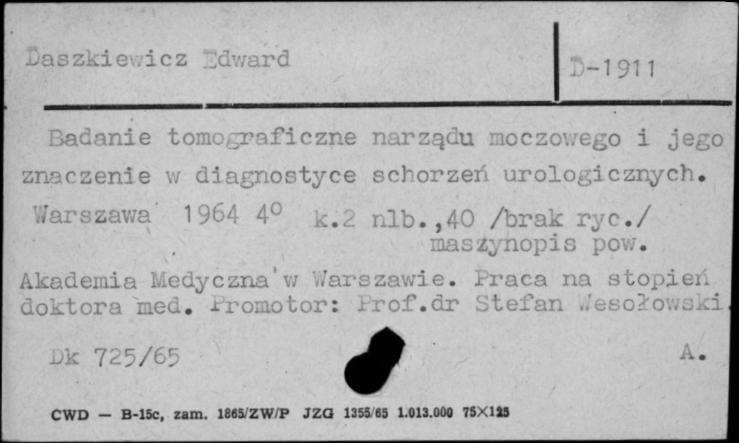 Daszkiewicz Edward
D-1911
Badanie tomograficzne narządu moczowego i jego
znaczenie w diagnostyce schorzeń urologicznych.
Warszawa 1964 4° k.2 nlb.,40 /brak ryc./
maszynopis pow.
Akademia Medyczna w Warszawie. Praca na stopień
doktora med. Promotor: Prof.dr Stefan Wesołowski.
Dk 725/65
A.
CWD — B-15c, zam. 1865/ZW/P JZG 1355/65 1.013.000 75X125